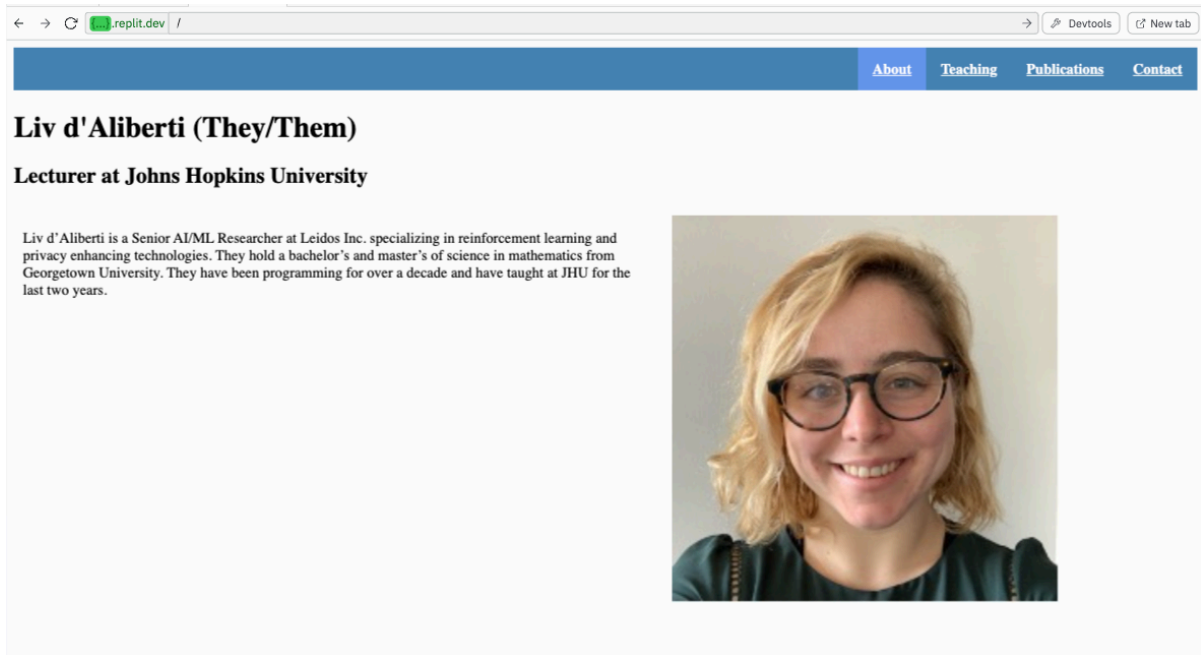 {...}.replit.dev /
Devtools
New tab
About Teaching Publications Contact
Liv d'Aliberti (They/Them)
Lecturer at Johns Hopkins University
Liv d’Aliberti is a Senior AI/ML Researcher at Leidos Inc. specializing in reinforcement learning and
privacy enhancing technologies. They hold a bachelor’s and master’s of science in mathematics from
Georgetown University. They have been programming for over a decade and have taught at JHU for the
last two years.